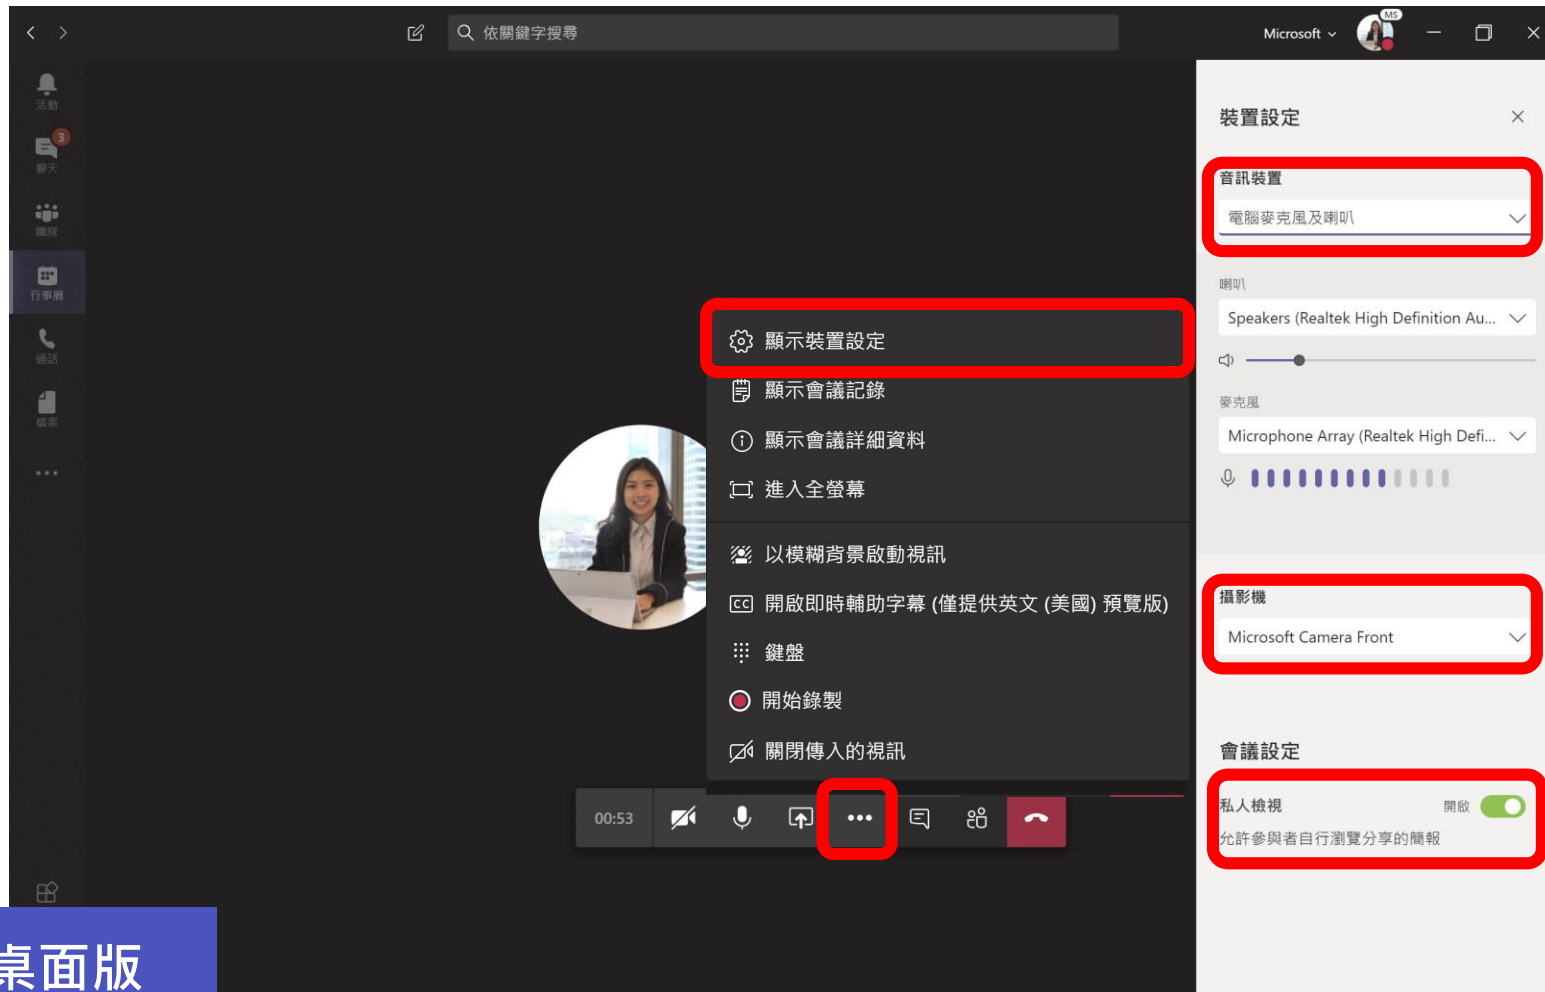 依關鍵字搜尋
Microsoft
MS
活動
3
聊天
團隊
行事曆
通話
檔案
顯示裝置設定
顯示會議記錄
顯示會議詳細資料
進入全螢幕
以模糊背景啟動視訊
CC 開啟即時輔助字幕 (僅提供英文 (美國) 預覽版)
鍵盤
開始錄製
關閉傳入的視訊
00:53
裝置設定
音訊裝置
電腦麥克風及喇叭
喇叭
Speakers (Realtek High Definition Au...
麥克風
Microphone Array (Realtek High Defi...
攝影機
Microsoft Camera Front
會議設定
私人檢視 開啟
允許參與者自行瀏覽分享的簡報
桌面版